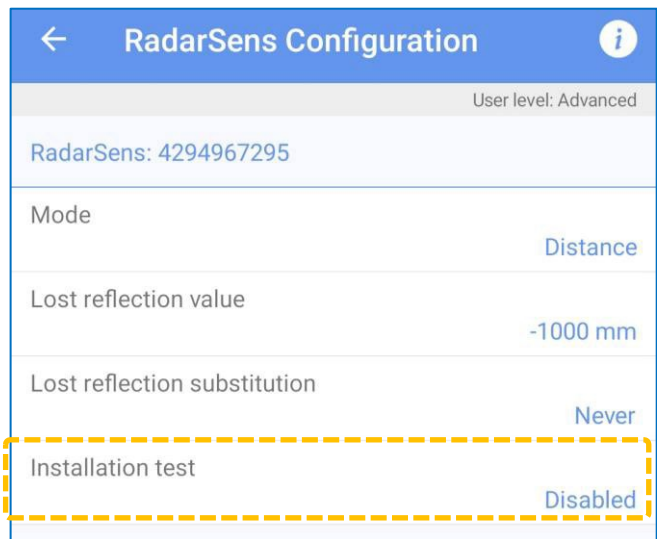 RadarSens Configuration
User level: Advanced
RadarSens: 4294967295
Mode
Distance
Lost reflection value
-1000 mm
Lost reflection substitution
Never
Installation test
Disabled